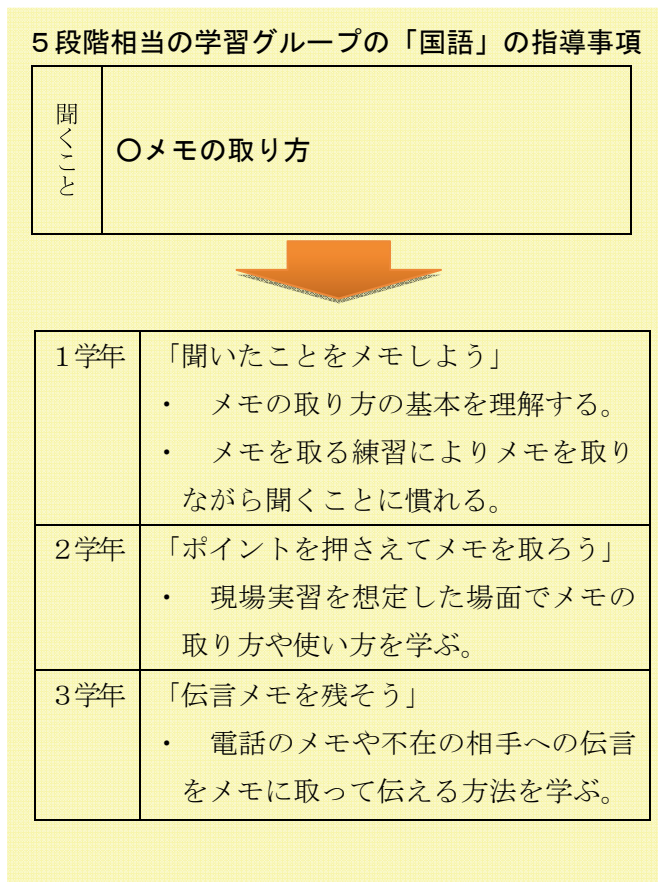 ５段階相当の学習グループの「国語」の指導事項
聞くこと
〇メモの取り方
１学年
「聞いたことをメモしよう」
・　メモの取り方の基本を理解する。
・　メモを取る練習によりメモを取り
ながら聞くことに慣れる。
２学年
「ポイントを押さえてメモを取ろう」
・　現場実習を想定した場面でメモの
取り方や使い方を学ぶ。
３学年
「伝言メモを残そう」
・　電話のメモや不在の相手への伝言
をメモに取って伝える方法を学ぶ。